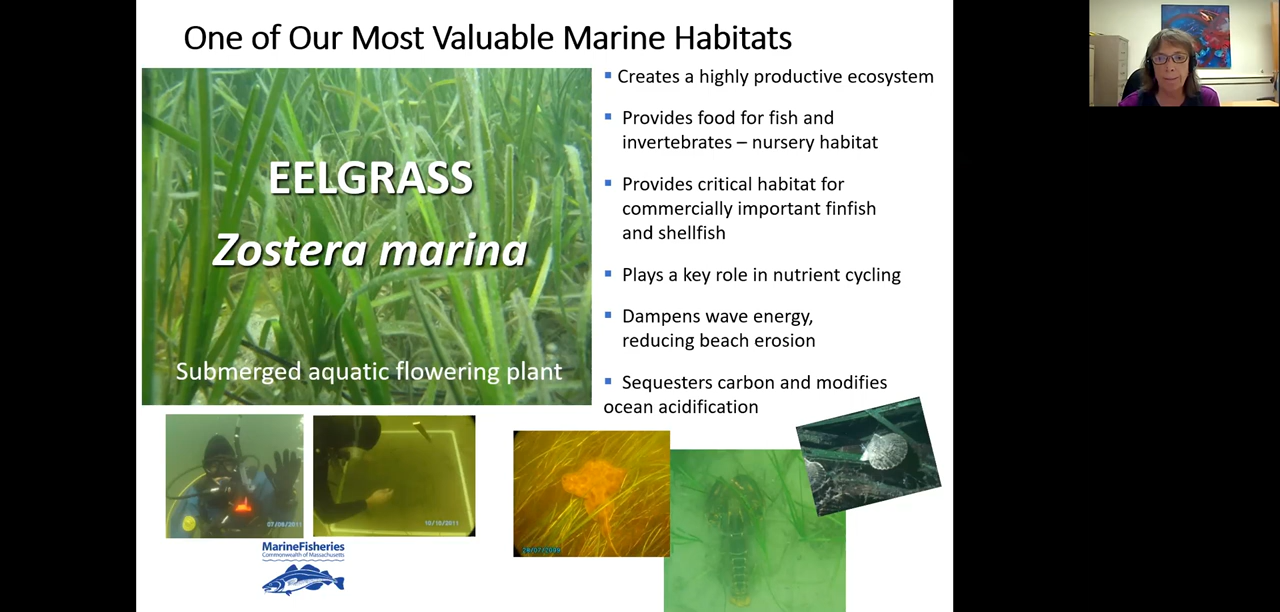 One of Our Most Valuable Marine Habitats
EELGRASS
Zostera marina
Submerged aquatic flowering plant
▪ Creates a highly productive ecosystem
▪ Provides food for fish and
invertebrates – nursery habitat
▪ Provides critical habitat for
commercially important finfish
and shellfish
▪ Plays a key role in nutrient cycling
▪ Dampens wave energy,
reducing beach erosion
▪ Sequesters carbon and modifies
ocean acidification
10/10/2011
MarineFisheries
Commonwealth of Massachusetts